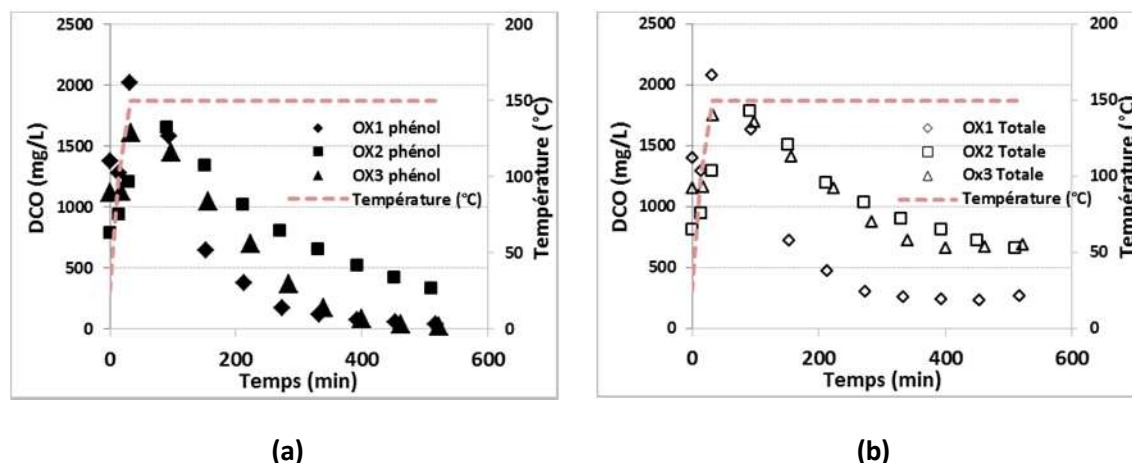 2500
2000
1500
1000
500
0
DCO (mg/L)
200
150
100
50
0
Température (°C)
OX1 phénol
OX2 phénol
OX3 phénol
Température (°C)
0 200 400 600
Temps (min)
(a)
2500
2000
1500
1000
500
0
DCO (mg/L)
200
150
100
50
0
Température (°C)
OX1 Totale
OX2 Totale
Ox3 Totale
Température (°C)
0 200 400 600
Temps (min)
(b)